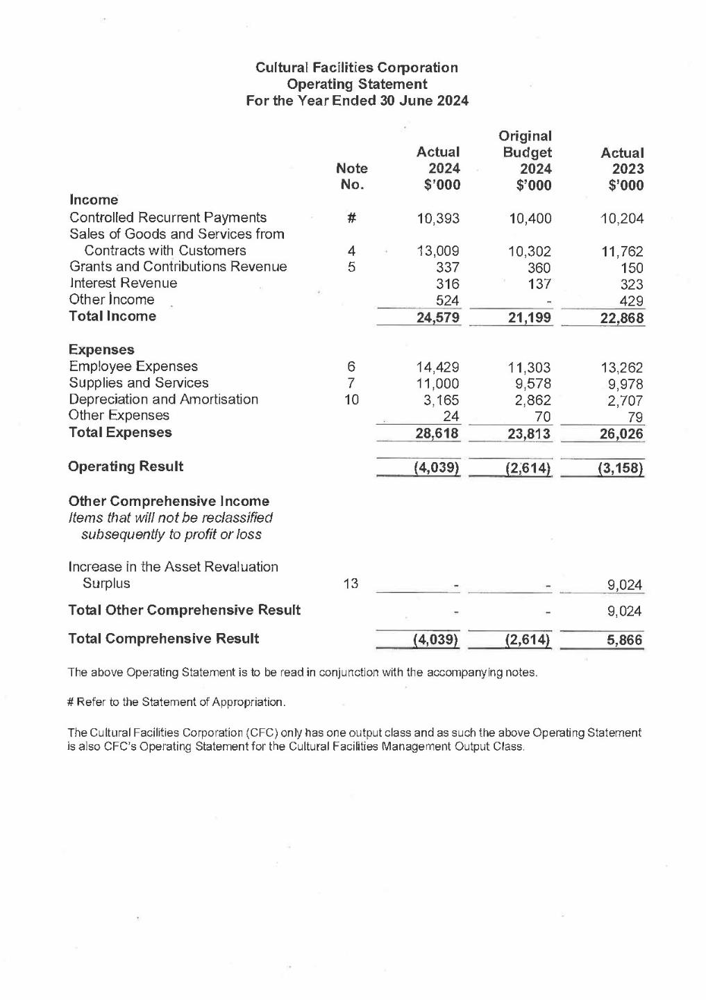 Cultural Facilities Corporation
Operating Statement
For the Year Ended 30 June 2024
Original
Actual Budget Actual
Note 2024 2024 2023
No. $'000 $'000 $'000
Income
Controlled Recurrent Payments # 10,393 10,400 10,204
Sales of Goods and Services from
Contracts with Customers 4 13,009 10,302 11,762
Grants and Contributions Revenue 5 337 360 150
Interest Revenue 316 137 323
Other Income 524 - 429
Total Income 24,579 21,199 22,868
Expenses
Employee Expenses 6 14,429 11,303 13,262
Supplies and Services 7 11,000 9,578 9,978
Depreciation and Amortisation 10 3,165 2,862 2,707
Other Expenses 24 70 79
Total Expenses 28,618 23,813 26,026
Operating Result (4,039) (2,614) (3,158)
Other Comprehensive Income
Items that will not be reclassified
subsequently to profit or loss
Increase in the Asset Revaluation
Surplus 13 - - 9,024
Total Other Comprehensive Result - - 9,024
Total Comprehensive Result (4,039) (2,614) 5,866
The above Operating Statement is to be read in conjunction with the accompanying notes.
# Refer to the Statement of Appropriation.
The Cultural Facilities Corporation (CFC) only has one output class and as such the above Operating Statement
is also CFC's Operating Statement for the Cultural Facilities Management Output Class.